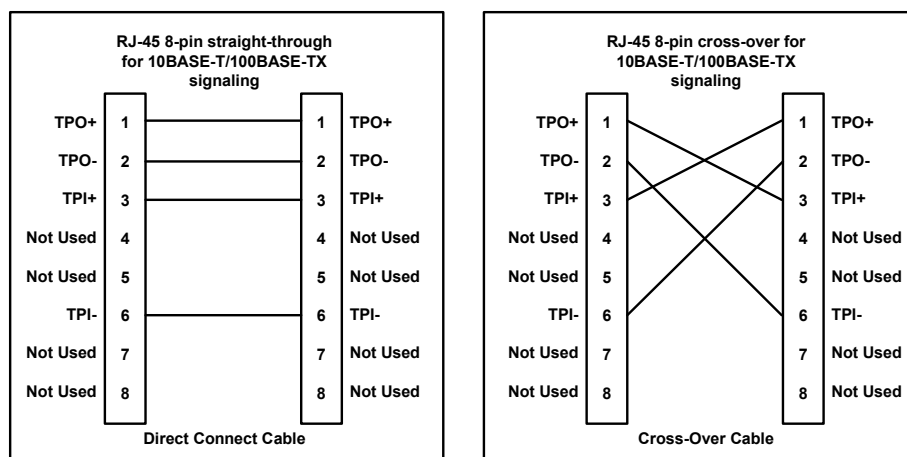 RJ-45 8-pin straight-through
for 10BASE-T/100BASE-TX
signaling
TPO+ 1 1 TPO+
TPO- 2 2 TPO-
TPI+ 3 3 TPI+
Not Used 4 4 Not Used
Not Used 5 5 Not Used
TPI- 6 6 TPI-
Not Used 7 7 Not Used
Not Used 8 8 Not Used
Direct Connect Cable
RJ-45 8-pin cross-over for
10BASE-T/100BASE-TX
signaling
TPO+ 1 1 TPO+
TPO- 2 2 TPO-
TPI+ 3 3 TPI+
Not Used 4 4 Not Used
Not Used 5 5 Not Used
TPI- 6 6 TPI-
Not Used 7 7 Not Used
Not Used 8 8 Not Used
Cross-Over Cable